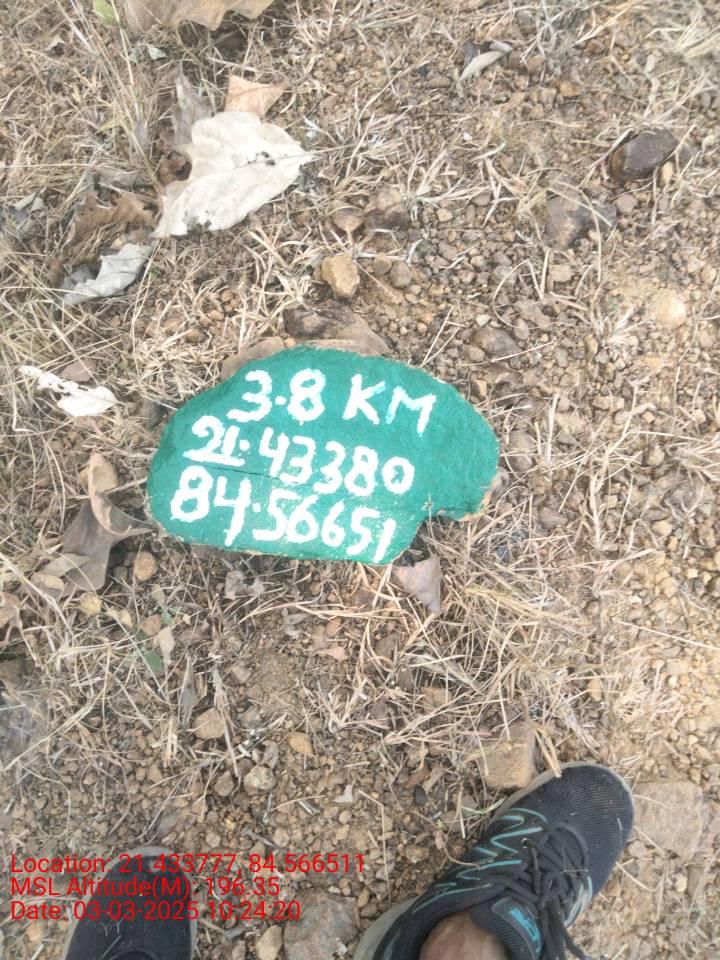 3.8 KM
21.43380
84.56651
Location: 21.433777, 84.566511
MSL Altitude(M): 196.35
Date: 03-03-2025 10:24:20